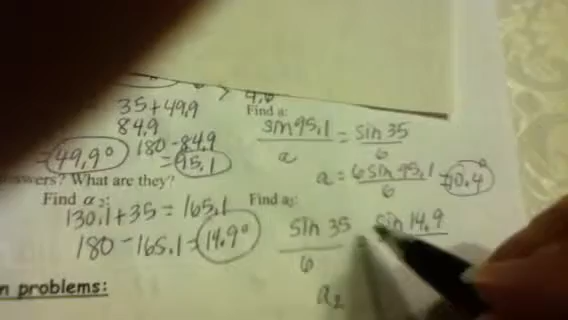 35+49.9
84.9
180-84.9
= 49.9°
= 95.1
Find a:
sin 95.1 = sin 35
a 6
a = 6 sin 95.1
6
0.4°
What are they?
Find α₂:
130.1+35 = 165.1
180-165.1 = 14.9°
Find a₂:
sin 35 sin 14.9
6
a₂
problems: